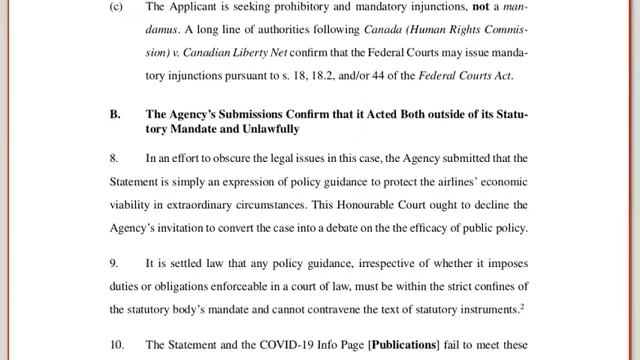 (c) The Applicant is seeking prohibitory and mandatory injunctions, not a man-
damus. A long line of authorities following Canada (Human Rights Commis-
sion) v. Canadian Liberty Net confirm that the Federal Courts may issue manda-
tory injunctions pursuant to s. 18, 18.2, and/or 44 of the Federal Courts Act.
B. The Agency's Submissions Confirm that it Acted Both outside of its Statu-
tory Mandate and Unlawfully
8. In an effort to obscure the legal issues in this case, the Agency submitted that the
Statement is simply an expression of policy guidance to protect the airlines' economic
viability in extraordinary circumstances. This Honourable Court ought to decline the
Agency's invitation to convert the case into a debate on the the efficacy of public policy.
9. It is settled law that any policy guidance, irrespective of whether it imposes
duties or obligations enforceable in a court of law, must be within the strict confines of
the statutory body's mandate and cannot contravene the text of statutory instruments.2
10. The Statement and the COVID-19 Info Page [Publications] fail to meet these